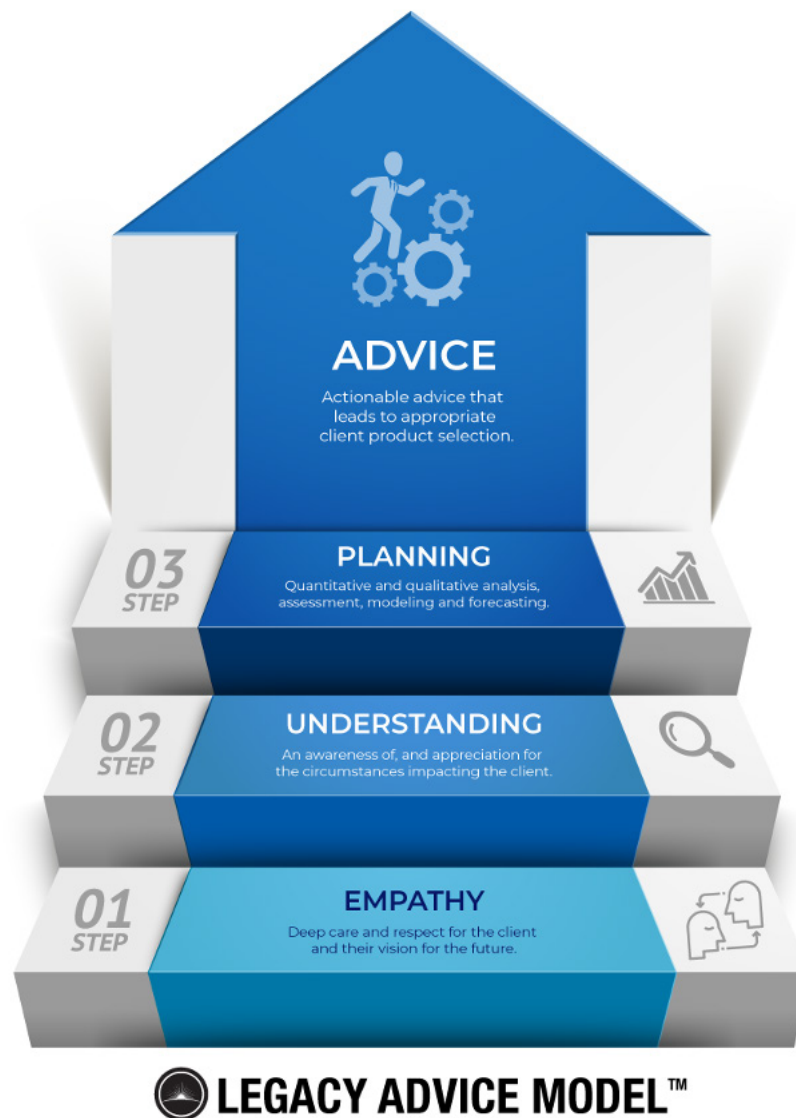 ADVICE
Actionable advice that
leads to appropriate
client product selection.
03
STEP
PLANNING
Quantitative and qualitative analysis,
assessment, modeling and forecasting.
02
STEP
UNDERSTANDING
An awareness of, and appreciation for
the circumstances impacting the client.
01
STEP
EMPATHY
Deep care and respect for the client
and their vision for the future.
LEGACY ADVICE MODEL™